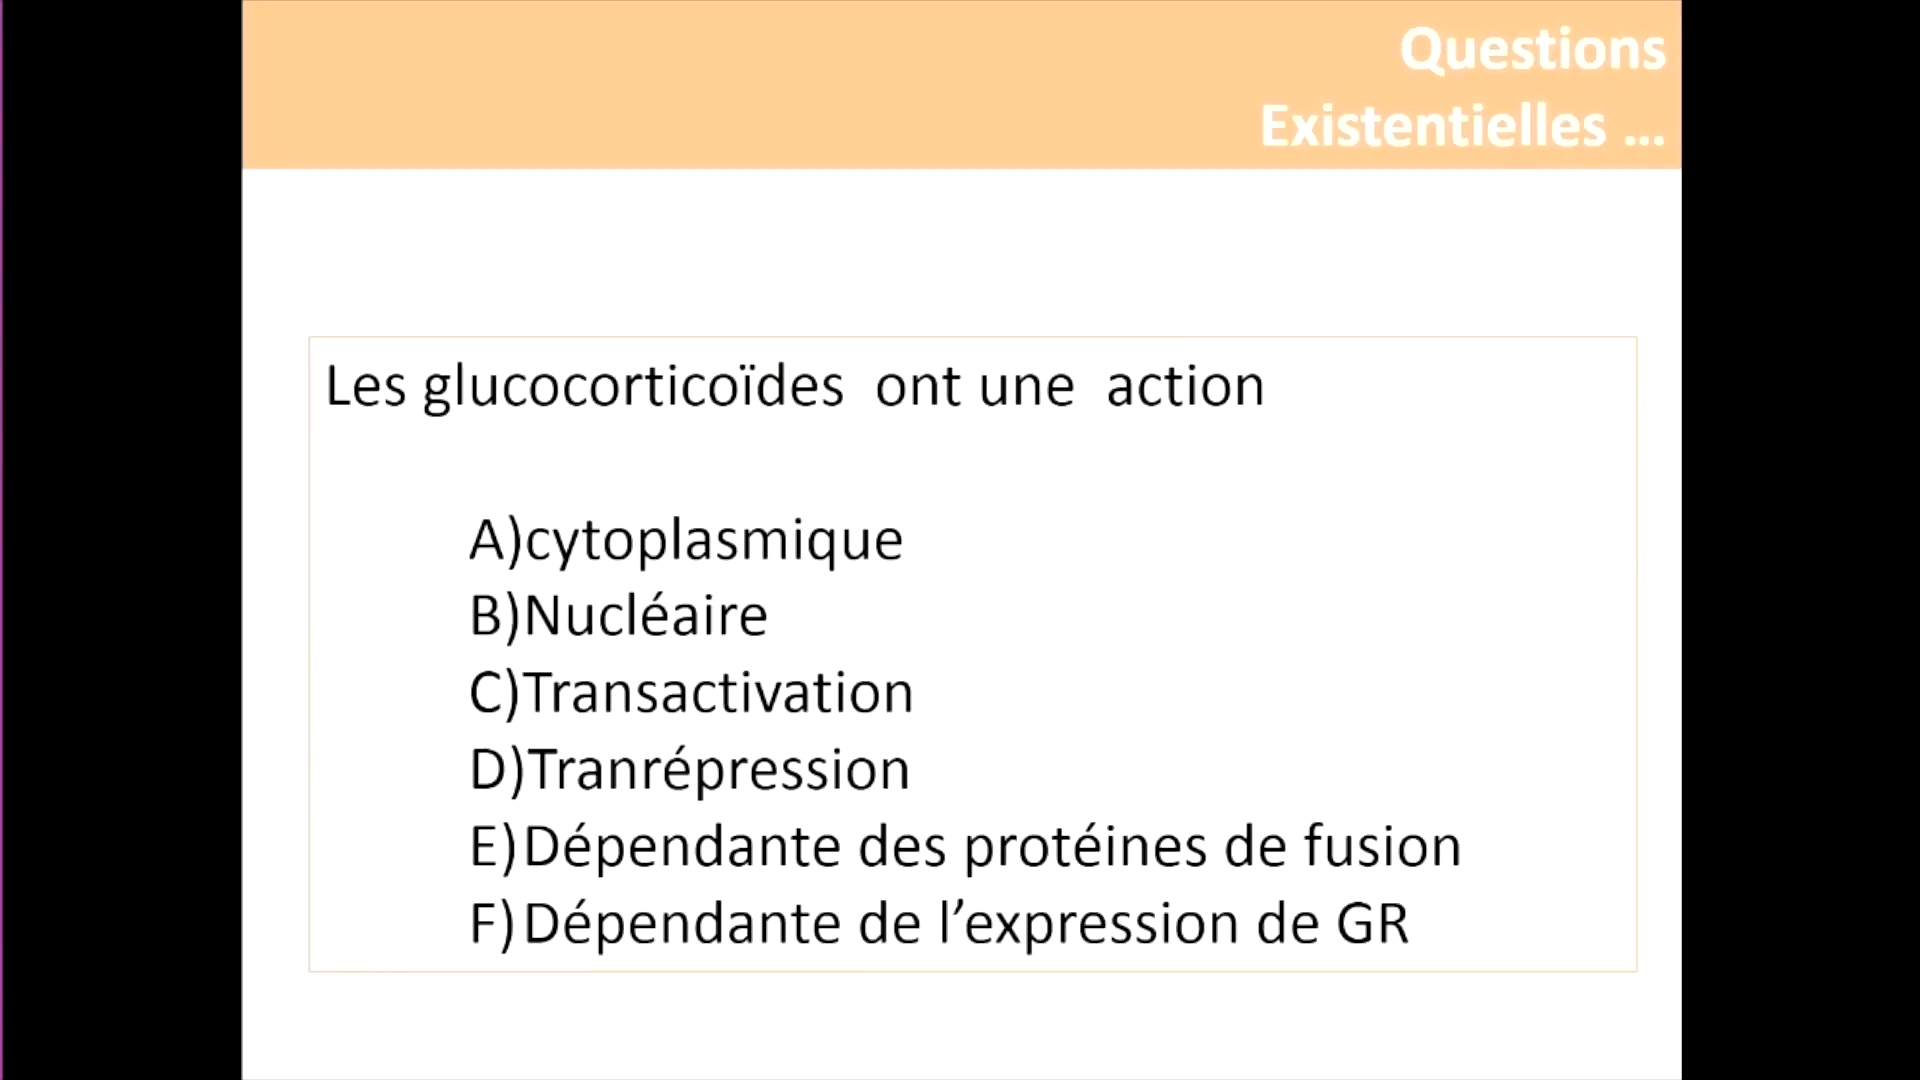 Questions
Existentielles ...
Les glucocorticoïdes ont une action
A)cytoplasmique
B)Nucléaire
C)Transactivation
D)Tranrépression
E)Dépendante des protéines de fusion
F)Dépendante de l’expression de GR